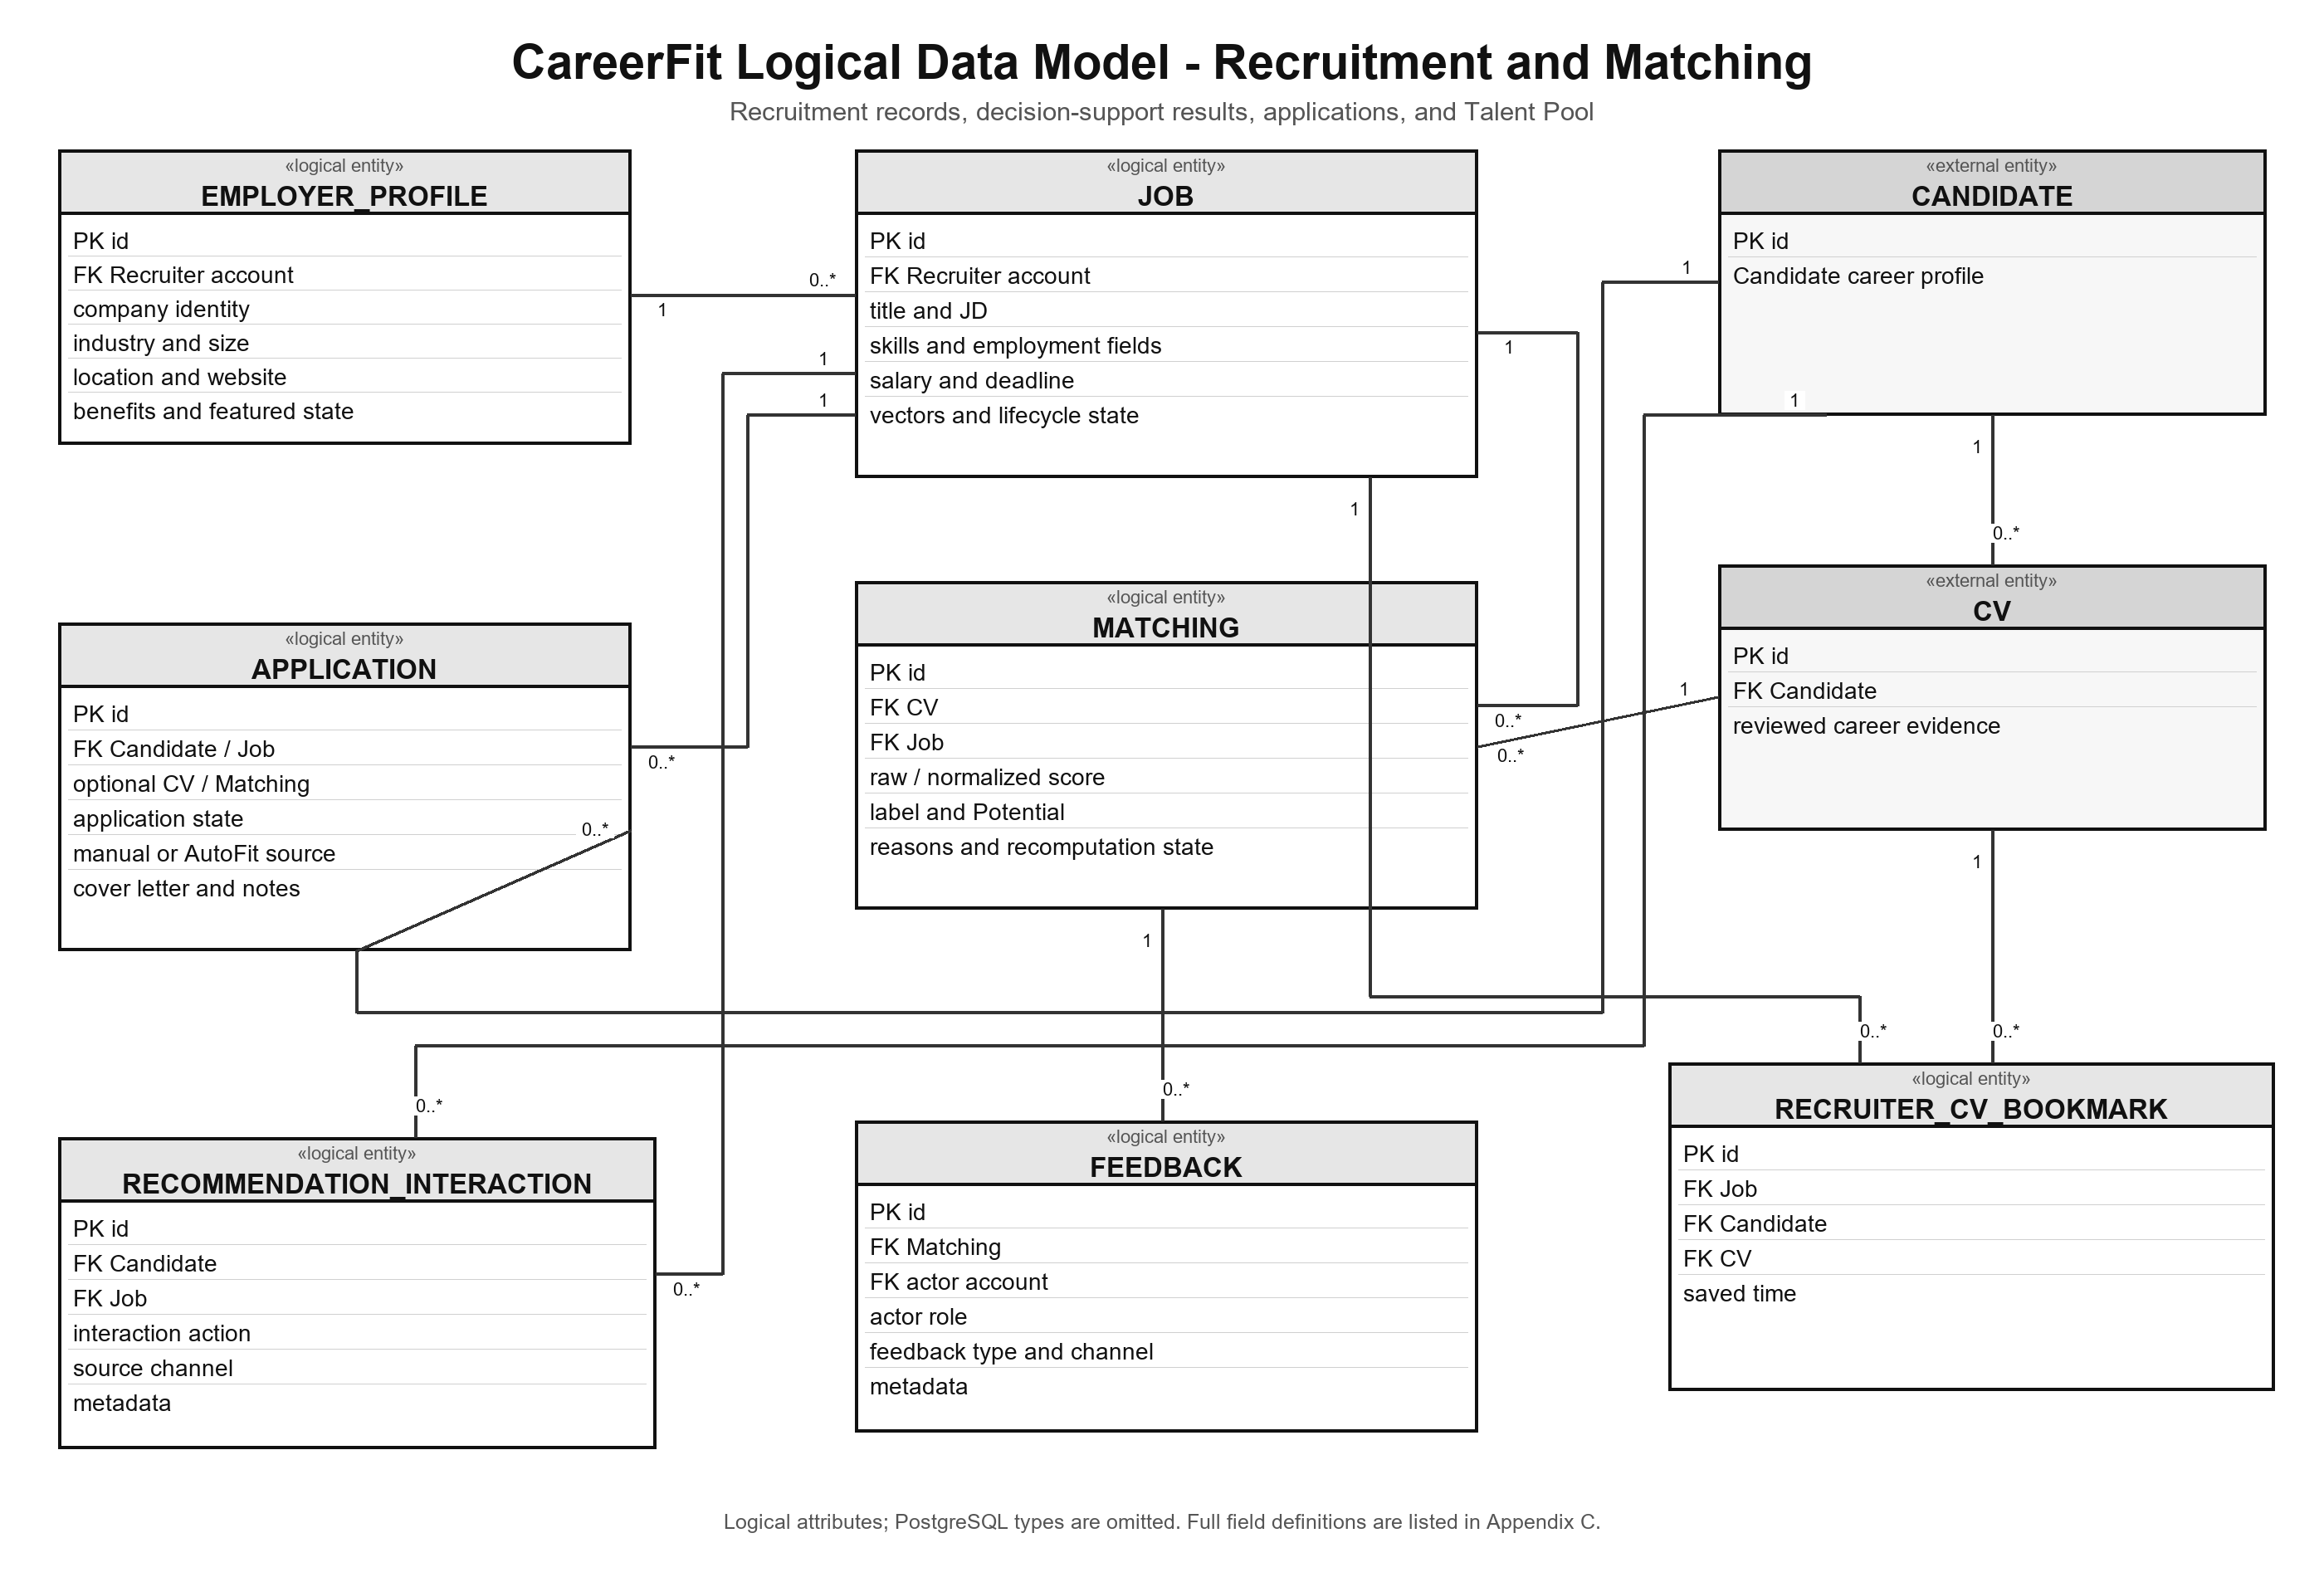 CareerFit Logical Data Model - Recruitment and Matching
Recruitment records, decision-support results, applications, and Talent Pool
«logical entity»
EMPLOYER_PROFILE
PK id
FK Recruiter account
company identity
industry and size
location and website
benefits and featured state
1
0..*
«logical entity»
JOB
PK id
FK Recruiter account
title and JD
skills and employment fields
salary and deadline
vectors and lifecycle state
1
1
1
1
«external entity»
CANDIDATE
PK id
Candidate career profile
1
1
1
0..*
«logical entity»
APPLICATION
PK id
FK Candidate / Job
optional CV / Matching
application state
manual or AutoFit source
cover letter and notes
0..*
0..*
«logical entity»
MATCHING
PK id
FK CV
FK Job
raw / normalized score
label and Potential
reasons and recomputation state
0..*
0..*
1
«external entity»
CV
PK id
FK Candidate
reviewed career evidence
1
1
0..*
0..*
0..*
0..*
«logical entity»
RECOMMENDATION_INTERACTION
PK id
FK Candidate
FK Job
interaction action
source channel
metadata
0..*
«logical entity»
FEEDBACK
PK id
FK Matching
FK actor account
actor role
feedback type and channel
metadata
«logical entity»
RECRUITER_CV_BOOKMARK
PK id
FK Job
FK Candidate
FK CV
saved time
Logical attributes; PostgreSQL types are omitted. Full field definitions are listed in Appendix C.